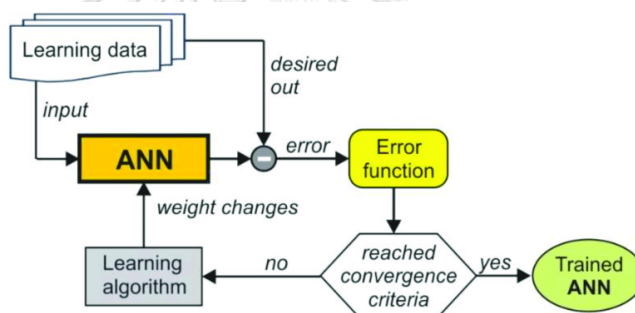 Learning data
desired
out
input
ANN
error
Error
function
weight changes
Learning
algorithm
no
reached
convergence
criteria
yes
Trained
ANN